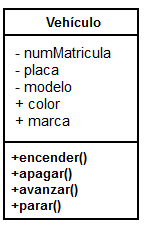 Vehículo
- numMatricula
- placa
- modelo
+ color
+ marca
+encender()
+apagar()
+avanzar()
+parar()